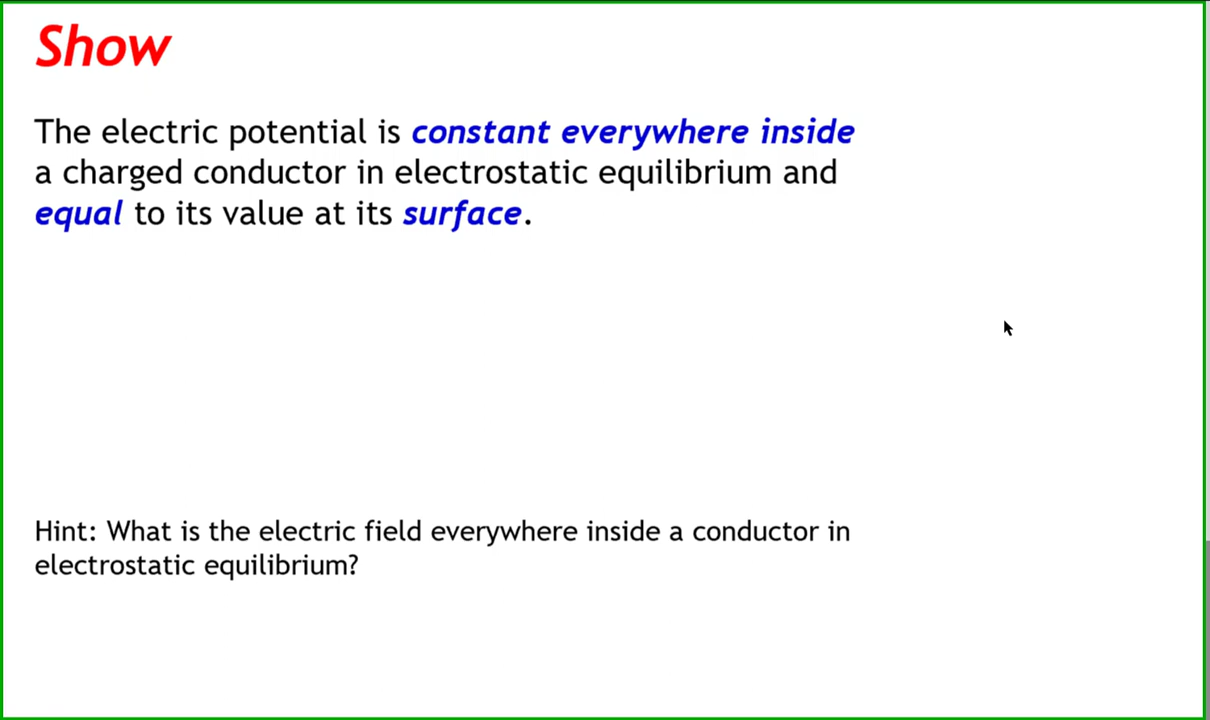 Show
The electric potential is constant everywhere inside
a charged conductor in electrostatic equilibrium and
equal to its value at its surface.
Hint: What is the electric field everywhere inside a conductor in
electrostatic equilibrium?